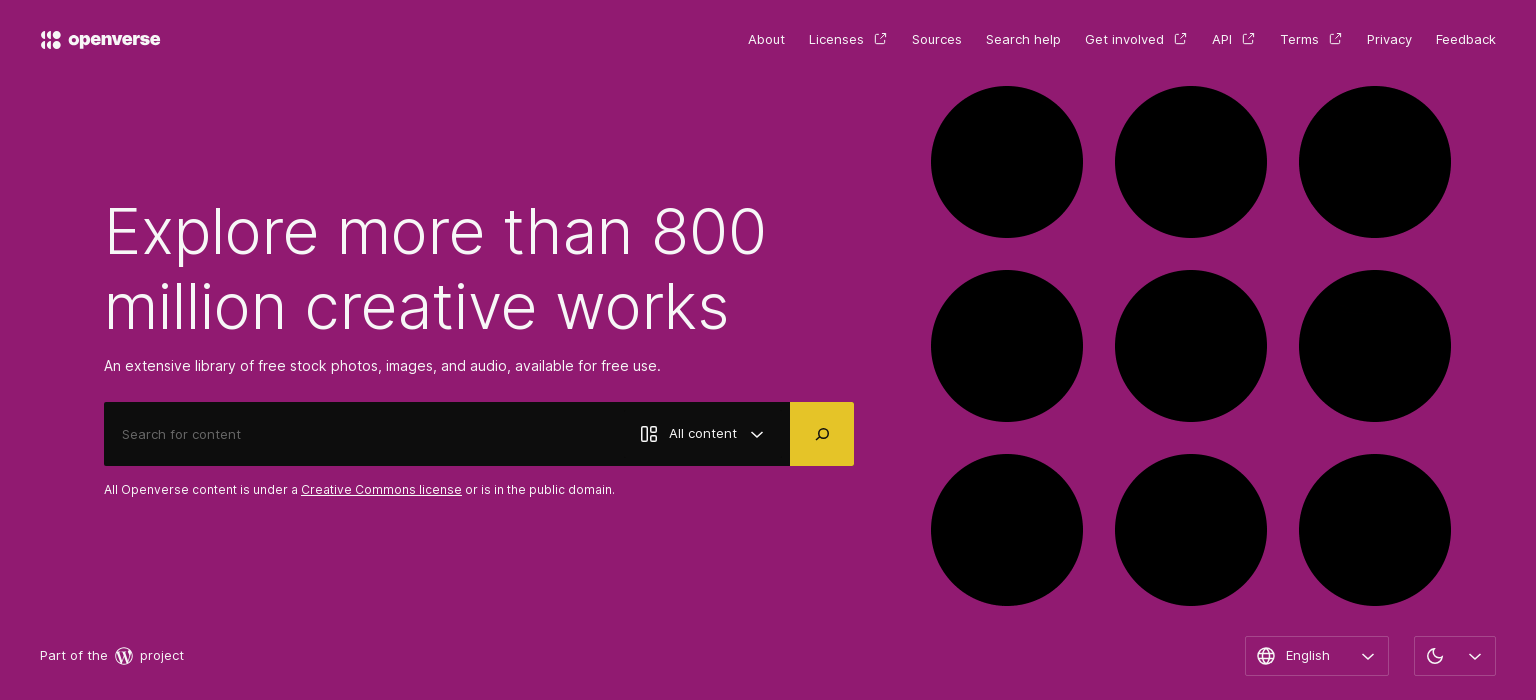 openverse
About Licenses Sources Search help Get involved API Terms Privacy Feedback
Explore more than 800
million creative works
An extensive library of free stock photos, images, and audio, available for free use.
Search for content All content
All Openverse content is under a Creative Commons license or is in the public domain.
Part of the project
English